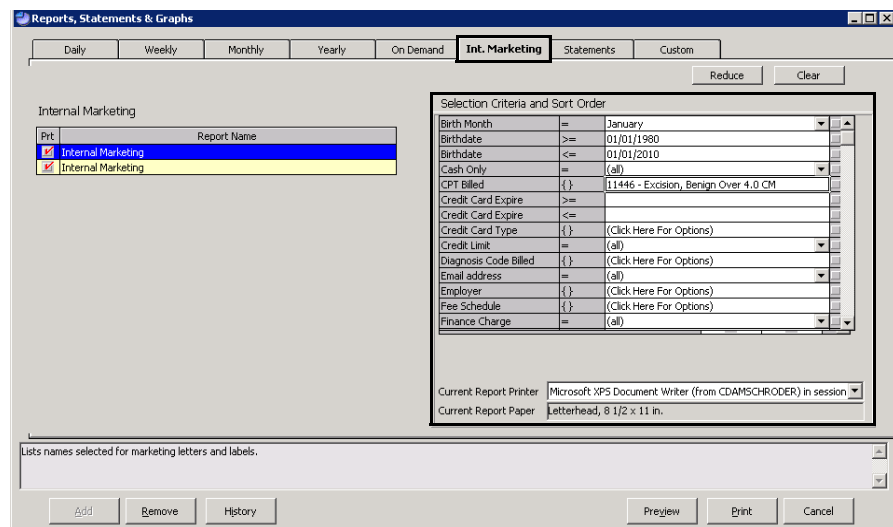 Reports, Statements & Graphs
Daily Weekly Monthly Yearly On Demand Int. Marketing Statements Custom
Reduce Clear
Internal Marketing
Prt Report Name
Internal Marketing
Internal Marketing
Selection Criteria and Sort Order
Birth Month = January
Birthdate >= 01/01/1980
Birthdate <= 01/01/2010
Cash Only = (all)
CPT Billed {} 11446 - Excision, Benign Over 4.0 CM
Credit Card Expire >=
Credit Card Expire <=
Credit Card Type {} (Click Here For Options)
Credit Limit = (all)
Diagnosis Code Billed {} (Click Here For Options)
Email address = (all)
Employer {} (Click Here For Options)
Fee Schedule {} (Click Here For Options)
Finance Charge = (all)
Current Report Printer Microsoft XPS Document Writer (from CDAMSCHRODER) in session
Current Report Paper Letterhead, 8 1/2 x 11 in.
Lists names selected for marketing letters and labels.
Add Remove History Preview Print Cancel